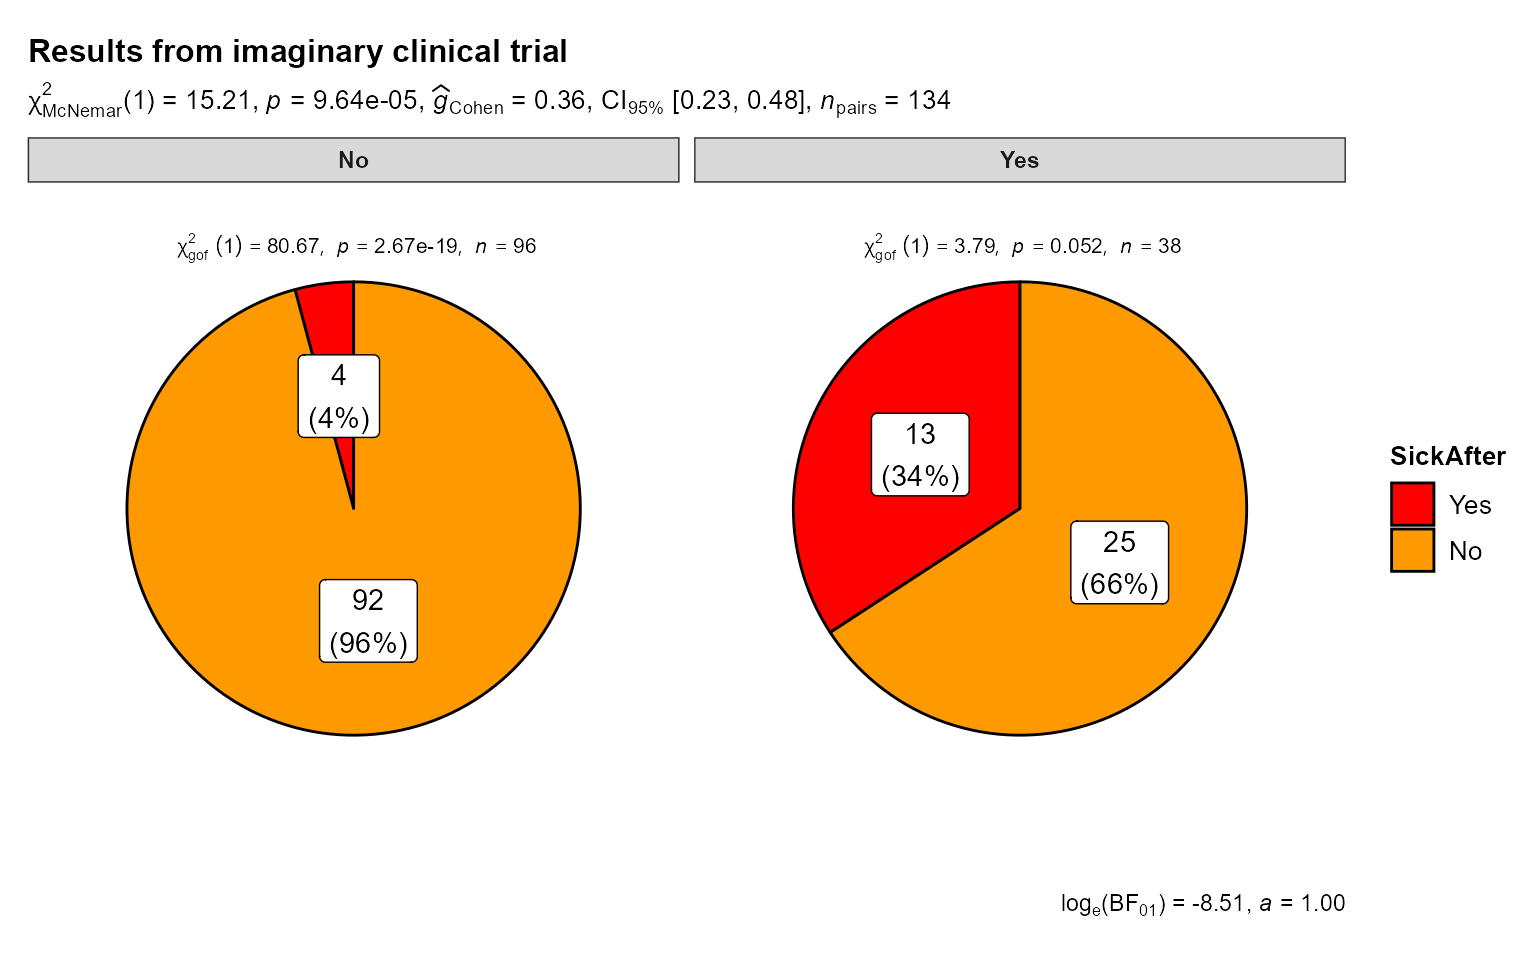 Results from imaginary clinical trial
χ²McNemar(1) = 15.21, p = 9.64e-05, ĝCohen = 0.36, CI95% [0.23, 0.48], npairs = 134
No
Yes
χ²gof (1) = 80.67, p = 2.67e-19, n = 96
χ²gof (1) = 3.79, p = 0.052, n = 38
4
(4%)
92
(96%)
13
(34%)
25
(66%)
SickAfter
Yes
No
loge(BF01) = -8.51, a = 1.00